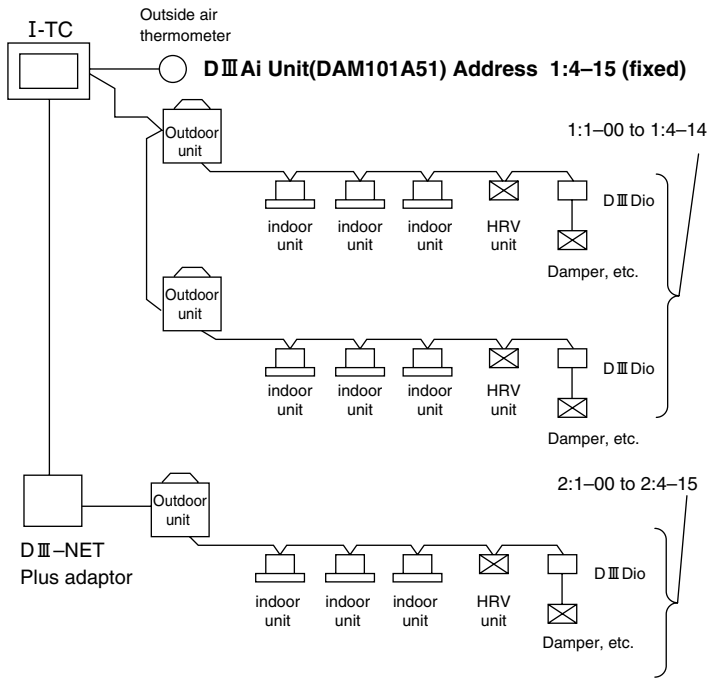 I-TC
Outside air
thermometer
DⅢAi Unit(DAM101A51) Address 1:4–15 (fixed)
Outdoor
unit
1:1–00 to 1:4–14
indoor
unit
indoor
unit
indoor
unit
HRV
unit
DⅢDio
Damper, etc.
Outdoor
unit
indoor
unit
indoor
unit
indoor
unit
HRV
unit
DⅢDio
Damper, etc.
2:1–00 to 2:4–15
Outdoor
unit
DⅢ–NET
Plus adaptor
indoor
unit
indoor
unit
indoor
unit
HRV
unit
DⅢDio
Damper, etc.